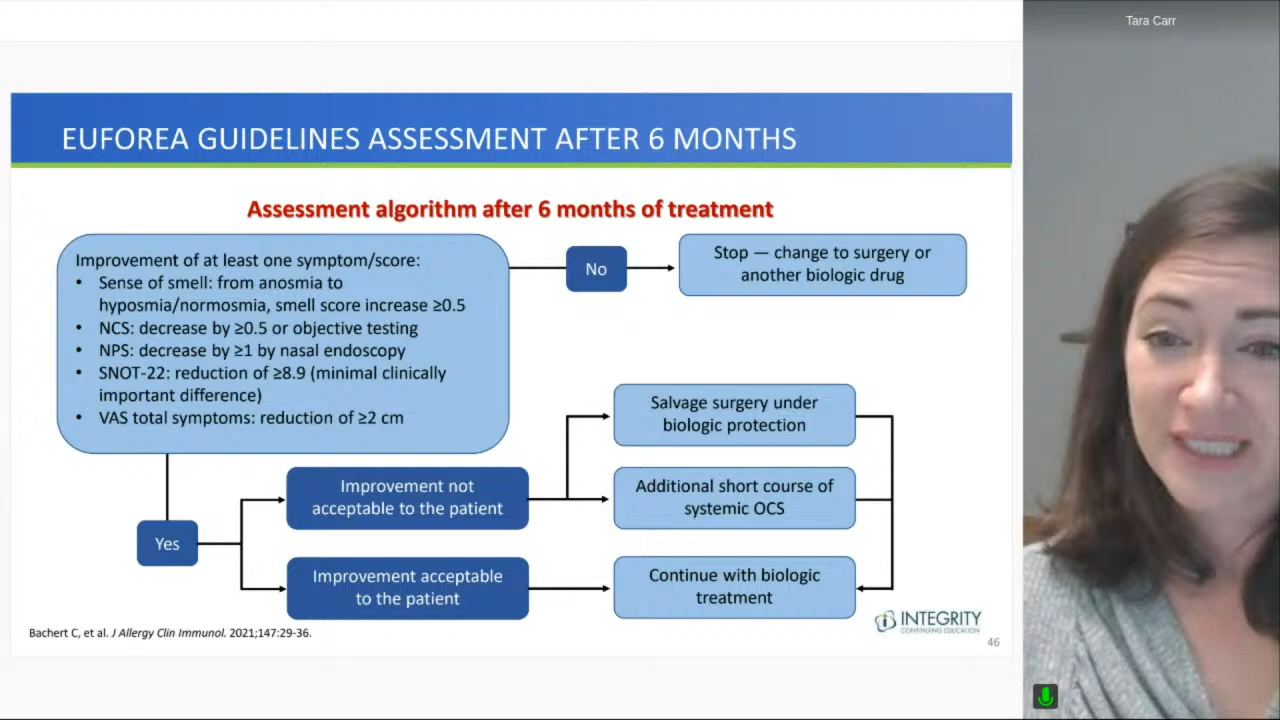 Tara Carr
EUFOREA GUIDELINES ASSESSMENT AFTER 6 MONTHS
Assessment algorithm after 6 months of treatment
Improvement of at least one symptom/score:
• Sense of smell: from anosmia to
hyposmia/normosmia, smell score increase ≥0.5
• NCS: decrease by ≥0.5 or objective testing
• NPS: decrease by ≥1 by nasal endoscopy
• SNOT-22: reduction of ≥8.9 (minimal clinically
important difference)
• VAS total symptoms: reduction of ≥2 cm
No
Stop — change to surgery or
another biologic drug
Yes
Improvement not
acceptable to the patient
Salvage surgery under
biologic protection
Additional short course of
systemic OCS
Improvement acceptable
to the patient
Continue with biologic
treatment
Bachert C, et al. J Allergy Clin Immunol. 2021;147:29-36.
INTEGRITY
CONTINUING EDUCATION
46